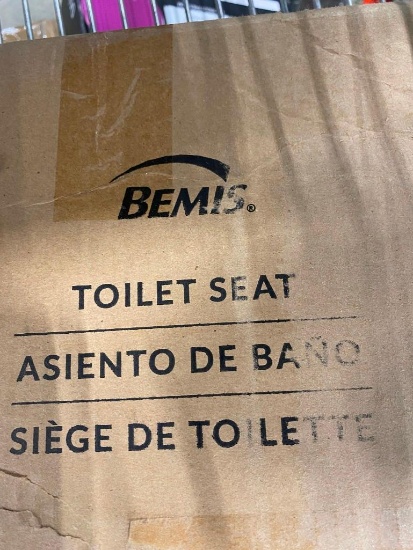 BEMIS®
TOILET SEAT
ASIENTO DE BAÑO
SIÈGE DE TOILETTE